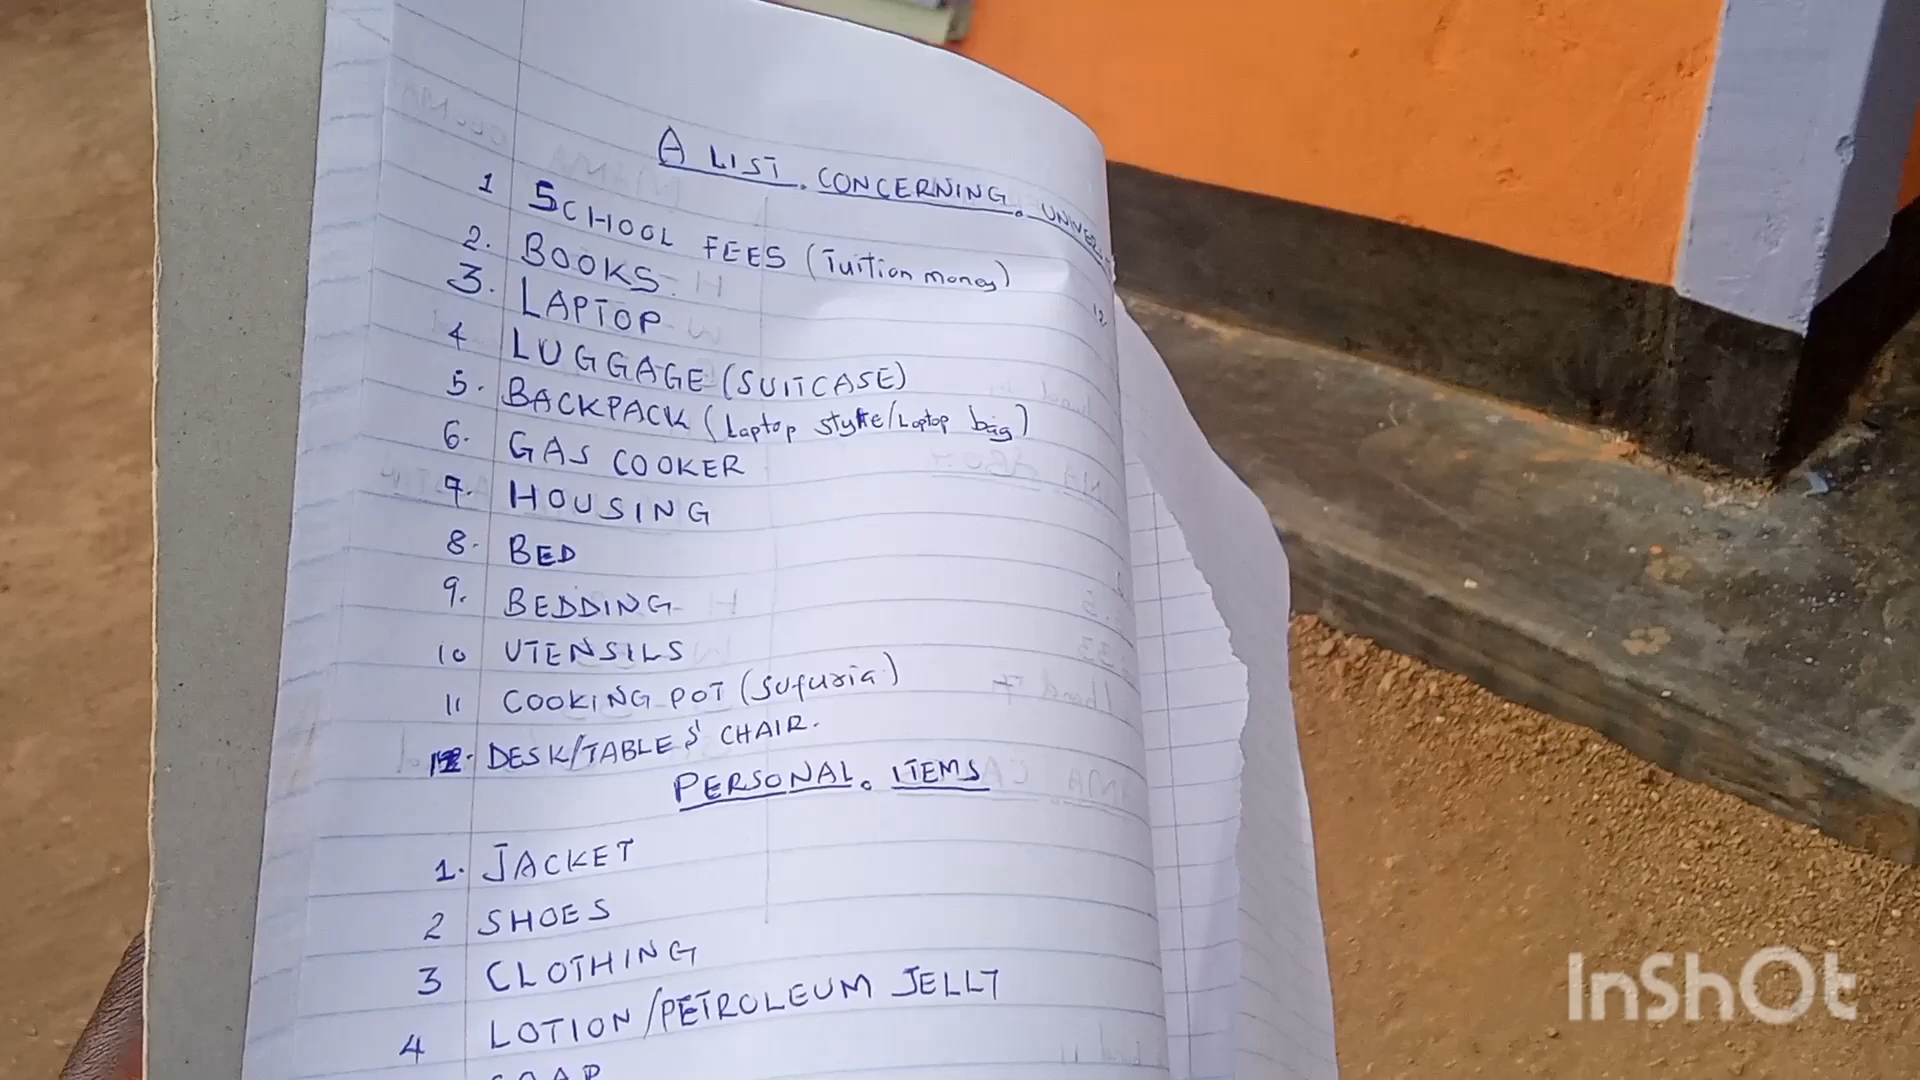 A LIST. CONCERNING. UNIVER
1 SCHOOL FEES (Tuition money)
2. BOOKS.
3. LAPTOP
4 LUGGAGE (SUITCASE)
5. BACKPACK (Laptop style/Laptop bag)
6. GAS COOKER
7. HOUSING
8. BED
9. BEDDING
10 UTENSILS
11 COOKING POT (sufuria)
12. DESK/TABLE & CHAIR.
PERSONAL. ITEMS
1. JACKET
2 SHOES
3 CLOTHING
4 LOTION/PETROLEUM JELLY
SOAP
InShOt